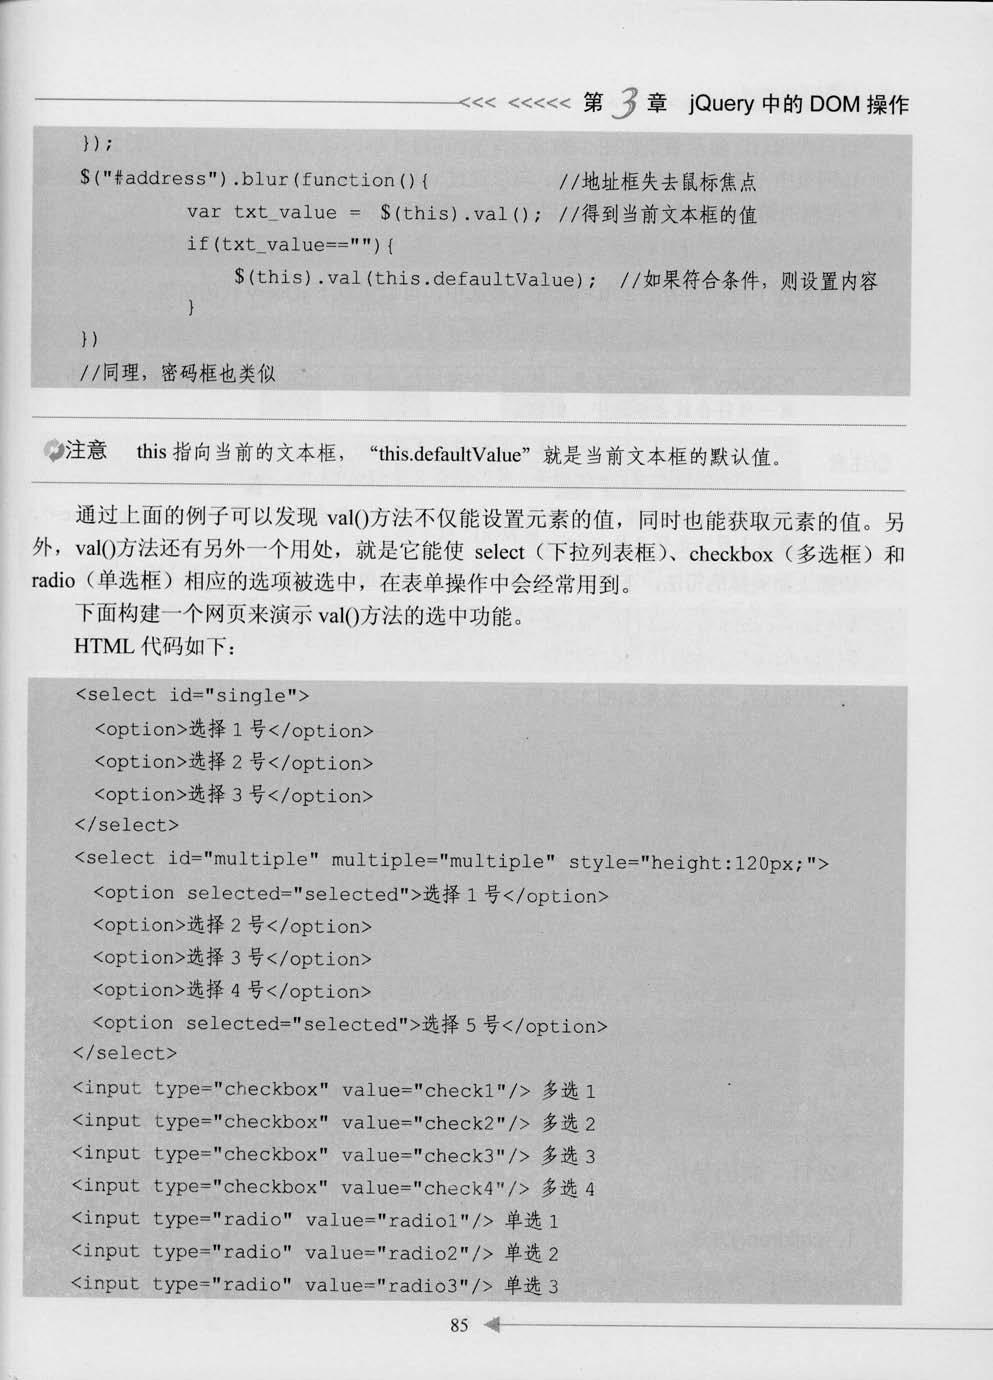 <<< <<<<< 第3章 jQuery 中的 DOM 操作
});
$("#address").blur(function(){ //地址框失去鼠标焦点
var txt_value = $(this).val(); //得到当前文本框的值
if(txt_value==""){
$(this).val(this.defaultValue); //如果符合条件，则设置内容
}
})
//同理，密码框也类似
注意 this 指向当前的文本框，“this.defaultValue”就是当前文本框的默认值。
通过上面的例子可以发现 val()方法不仅能设置元素的值，同时也能获取元素的值。另
外，val()方法还有另外一个用处，就是它能使 select（下拉列表框）、checkbox（多选框）和
radio（单选框）相应的选项被选中，在表单操作中会经常用到。
下面构建一个网页来演示 val()方法的选中功能。
HTML 代码如下：
<select id="single">
<option>选择 1 号</option>
<option>选择 2 号</option>
<option>选择 3 号</option>
</select>
<select id="multiple" multiple="multiple" style="height:120px;">
<option selected="selected">选择 1 号</option>
<option>选择 2 号</option>
<option>选择 3 号</option>
<option>选择 4 号</option>
<option selected="selected">选择 5 号</option>
</select>
<input type="checkbox" value="check1"/> 多选 1
<input type="checkbox" value="check2"/> 多选 2
<input type="checkbox" value="check3"/> 多选 3
<input type="checkbox" value="check4"/> 多选 4
<input type="radio" value="radio1"/> 单选 1
<input type="radio" value="radio2"/> 单选 2
<input type="radio" value="radio3"/> 单选 3
85